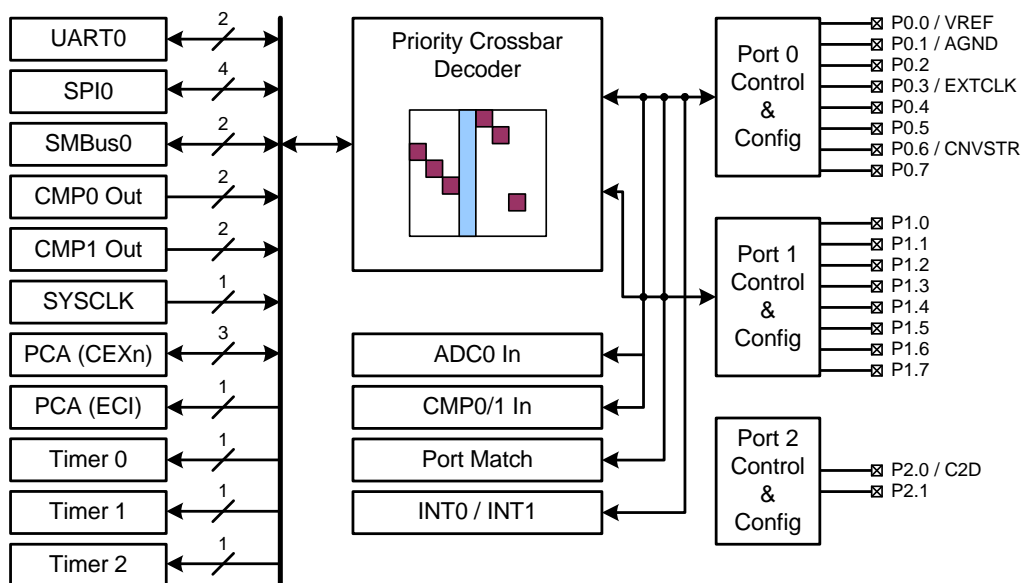 UART0
2
SPI0
4
SMBus0
2
CMP0 Out
2
CMP1 Out
2
SYSCLK
1
PCA (CEXn)
3
PCA (ECI)
1
Timer 0
1
Timer 1
1
Timer 2
1
Priority Crossbar
Decoder
ADC0 In
CMP0/1 In
Port Match
INT0 / INT1
Port 0
Control
&
Config
P0.0 / VREF
P0.1 / AGND
P0.2
P0.3 / EXTCLK
P0.4
P0.5
P0.6 / CNVSTR
P0.7
Port 1
Control
&
Config
P1.0
P1.1
P1.2
P1.3
P1.4
P1.5
P1.6
P1.7
Port 2
Control
&
Config
P2.0 / C2D
P2.1